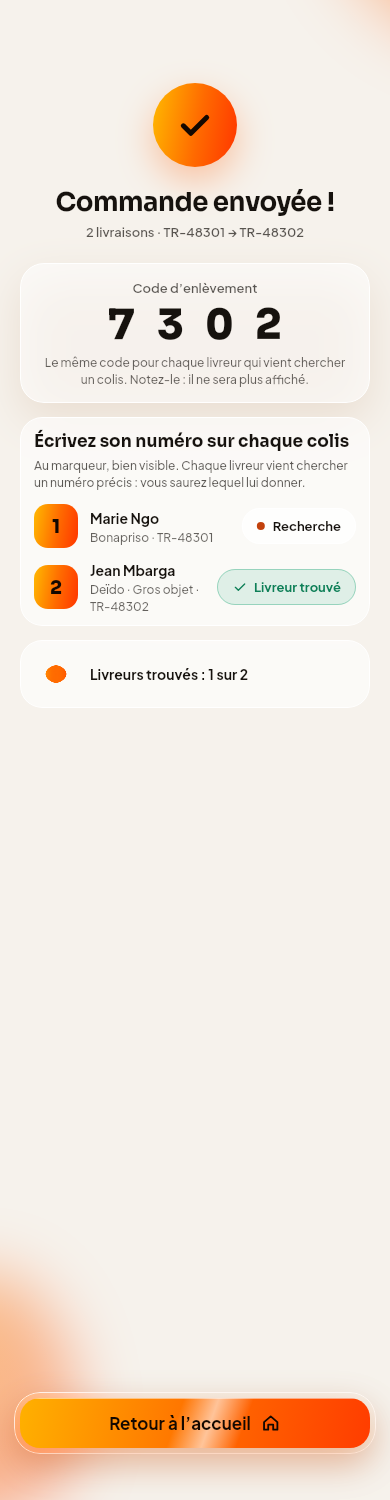 Commande envoyée !
2 livraisons · TR-48301 → TR-48302
Code d’enlèvement
7 3 0 2
Le même code pour chaque livreur qui vient chercher
un colis. Notez-le : il ne sera plus affiché.
Écrivez son numéro sur chaque colis
Au marqueur, bien visible. Chaque livreur vient chercher
un numéro précis : vous saurez lequel lui donner.
1
Marie Ngo
Bonapriso · TR-48301
Recherche
2
Jean Mbarga
Deïdo · Gros objet ·
TR-48302
Livreur trouvé
Livreurs trouvés : 1 sur 2
Retour à l’accueil